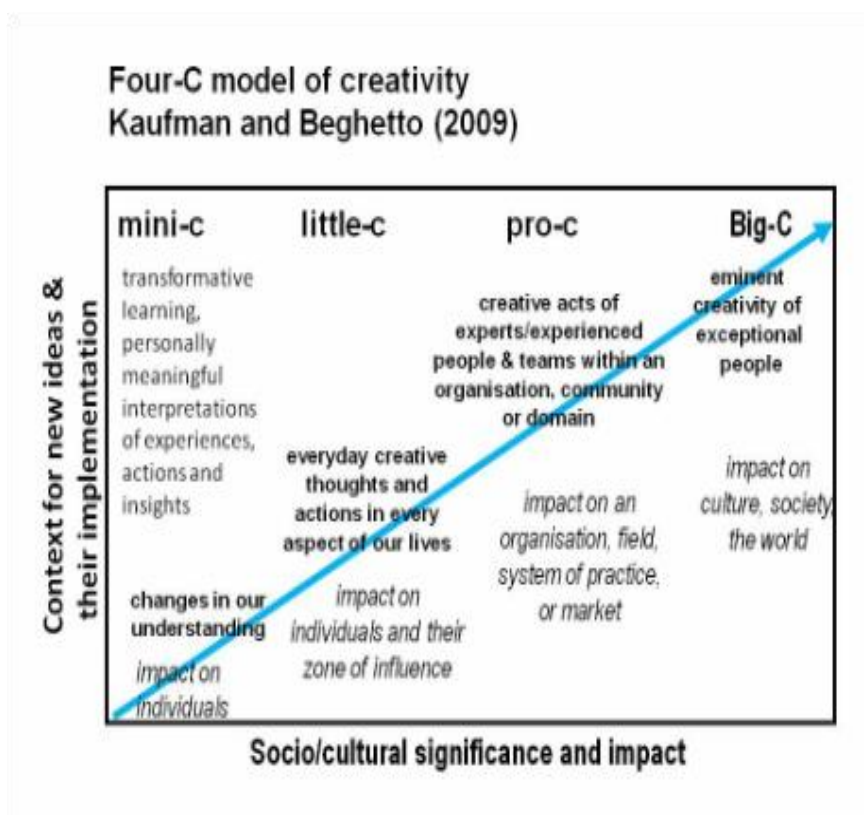 Four-C model of creativity
Kaufman and Beghetto (2009)
Context for new ideas &
their implementation
mini-c
transformative
learning,
personally
meaningful
interpretations
of experiences,
actions and
insights
changes in our
understanding
impact on
individuals
little-c
everyday creative
thoughts and
actions in every
aspect of our lives
impact on
individuals and their
zone of influence
pro-c
creative acts of
experts/experienced
people & teams within an
organisation, community
or domain
impact on an
organisation, field,
system of practice,
or market
Big-C
eminent
creativity of
exceptional
people
impact on
culture, society,
the world
Socio/cultural significance and impact